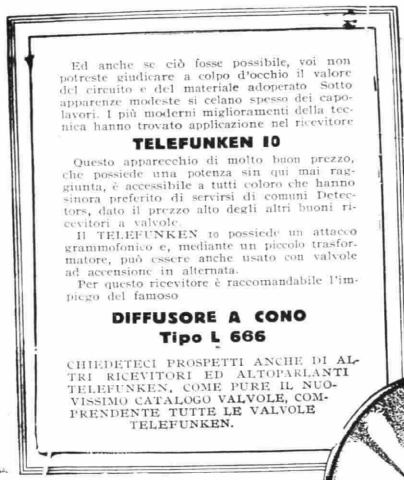 Ed anche se ciò fosse possibile, voi non
potreste giudicare a colpo d'occhio il valore
del circuito e del materiale adoperato Sotto
apparenze modeste si celano spesso dei capo-
lavori. I più moderni miglioramenti della tec-
nica hanno trovato applicazione nel ricevitore
TELEFUNKEN 10
Questo apparecchio di molto buon prezzo,
che possiede una potenza sin qui mai rag-
giunta, è accessibile a tutti coloro che hanno
sinora preferito di servirsi di comuni Detec-
tors, dato il prezzo alto degli altri buoni ri-
cevitori a valvole.
Il TELEFUNKEN 10 possiede un attacco
grammofonico e, mediante un piccolo trasfor-
matore, può essere anche usato con valvole
ad accensione in alternata.
Per questo ricevitore è raccomandabile l'im-
piego del famoso
DIFFUSORE A CONO
Tipo L 666
CHIEDETECI PROSPETTI ANCHE DI AL-
TRI RICEVITORI ED ALTOPARLANTI
TELEFUNKEN, COME PURE IL NUO-
VISSIMO CATALOGO VALVOLE, COM-
PRENDENTE TUTTE LE VALVOLE
TELEFUNKEN.